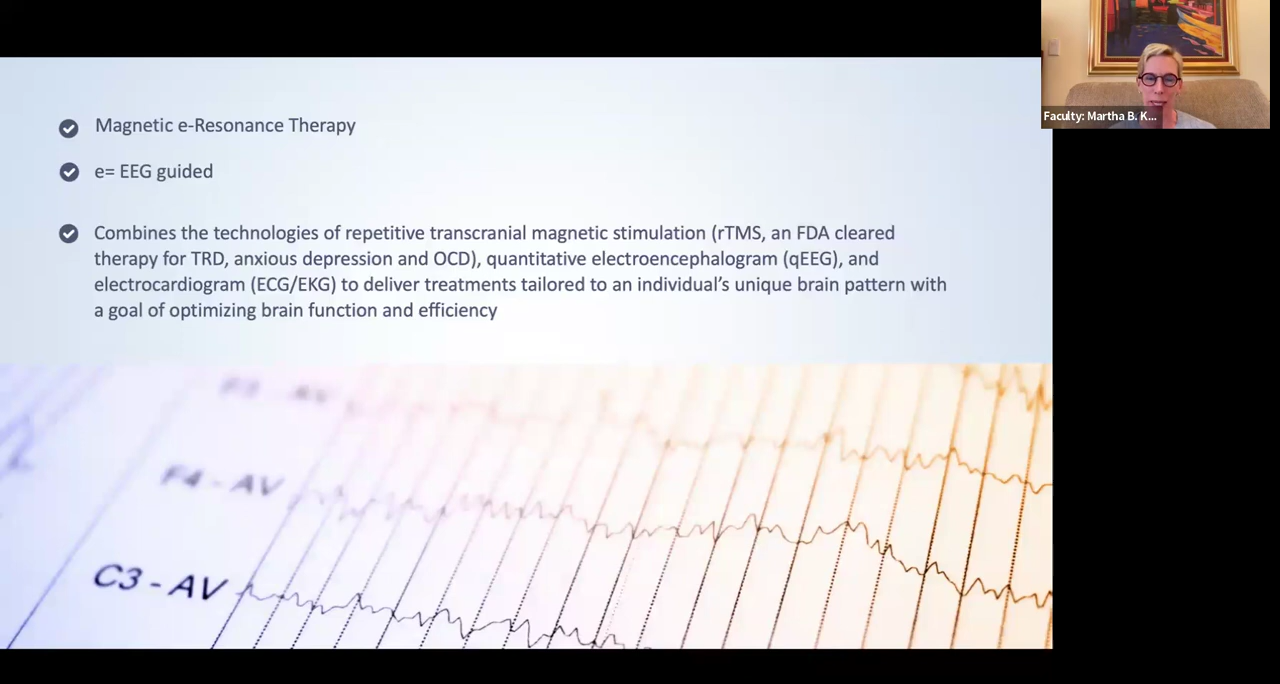 Faculty: Martha B. K...
Magnetic e-Resonance Therapy
e= EEG guided
Combines the technologies of repetitive transcranial magnetic stimulation (rTMS, an FDA cleared
therapy for TRD, anxious depression and OCD), quantitative electroencephalogram (qEEG), and
electrocardiogram (ECG/EKG) to deliver treatments tailored to an individual’s unique brain pattern with
a goal of optimizing brain function and efficiency
F4 - AV
C3 - AV